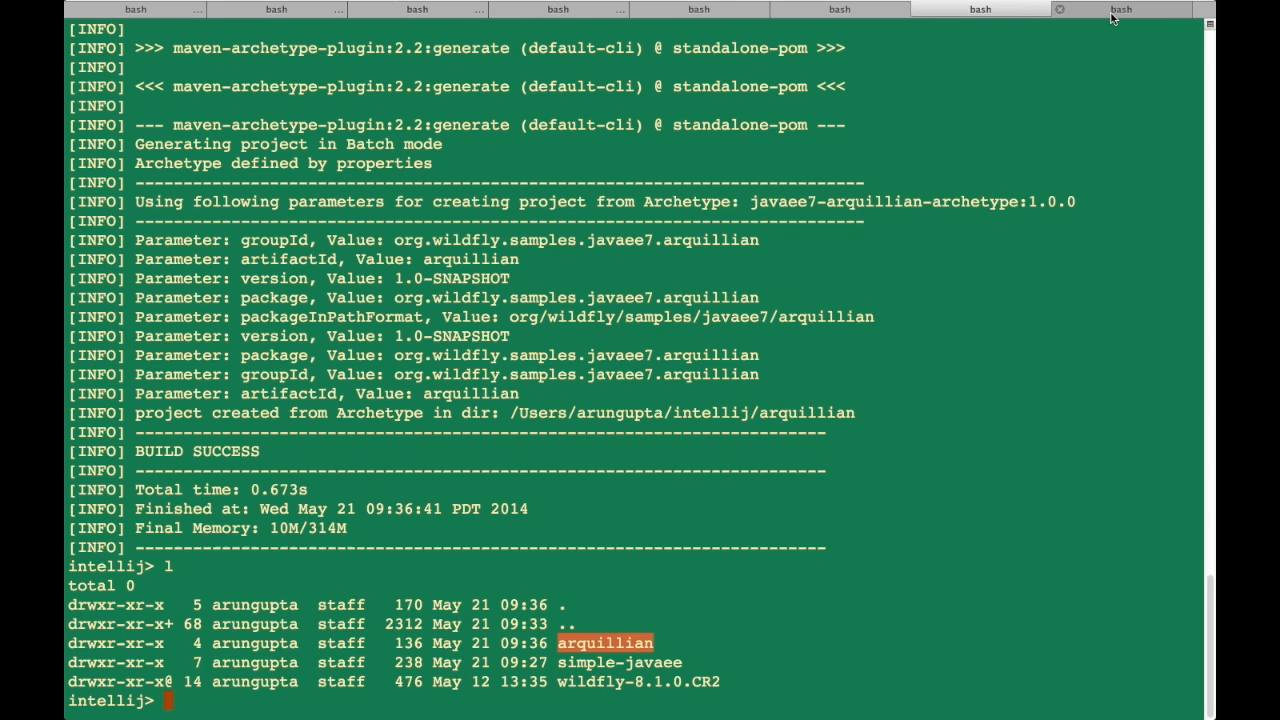 bash ... bash ... bash ... bash ... bash bash bash bash
[INFO]
[INFO] >>> maven-archetype-plugin:2.2:generate (default-cli) @ standalone-pom >>>
[INFO]
[INFO] <<< maven-archetype-plugin:2.2:generate (default-cli) @ standalone-pom <<<
[INFO]
[INFO] --- maven-archetype-plugin:2.2:generate (default-cli) @ standalone-pom ---
[INFO] Generating project in Batch mode
[INFO] Archetype defined by properties
[INFO] ----------------------------------------------------------------------------
[INFO] Using following parameters for creating project from Archetype: javaee7-arquillian-archetype:1.0.0
[INFO] ----------------------------------------------------------------------------
[INFO] Parameter: groupId, Value: org.wildfly.samples.javaee7.arquillian
[INFO] Parameter: artifactId, Value: arquillian
[INFO] Parameter: version, Value: 1.0-SNAPSHOT
[INFO] Parameter: package, Value: org.wildfly.samples.javaee7.arquillian
[INFO] Parameter: packageInPathFormat, Value: org/wildfly/samples/javaee7/arquillian
[INFO] Parameter: version, Value: 1.0-SNAPSHOT
[INFO] Parameter: package, Value: org.wildfly.samples.javaee7.arquillian
[INFO] Parameter: groupId, Value: org.wildfly.samples.javaee7.arquillian
[INFO] Parameter: artifactId, Value: arquillian
[INFO] project created from Archetype in dir: /Users/arungupta/intellij/arquillian
[INFO] ------------------------------------------------------------------------
[INFO] BUILD SUCCESS
[INFO] ------------------------------------------------------------------------
[INFO] Total time: 0.673s
[INFO] Finished at: Wed May 21 09:36:41 PDT 2014
[INFO] Final Memory: 10M/314M
[INFO] ------------------------------------------------------------------------
intellij> l
total 0
drwxr-xr-x   5 arungupta  staff   170 May 21 09:36 .
drwxr-xr-x+ 68 arungupta  staff  2312 May 21 09:33 ..
drwxr-xr-x   4 arungupta  staff   136 May 21 09:36 arquillian
drwxr-xr-x   7 arungupta  staff   238 May 21 09:27 simple-javaee
drwxr-xr-x@ 14 arungupta  staff   476 May 12 13:35 wildfly-8.1.0.CR2
intellij>